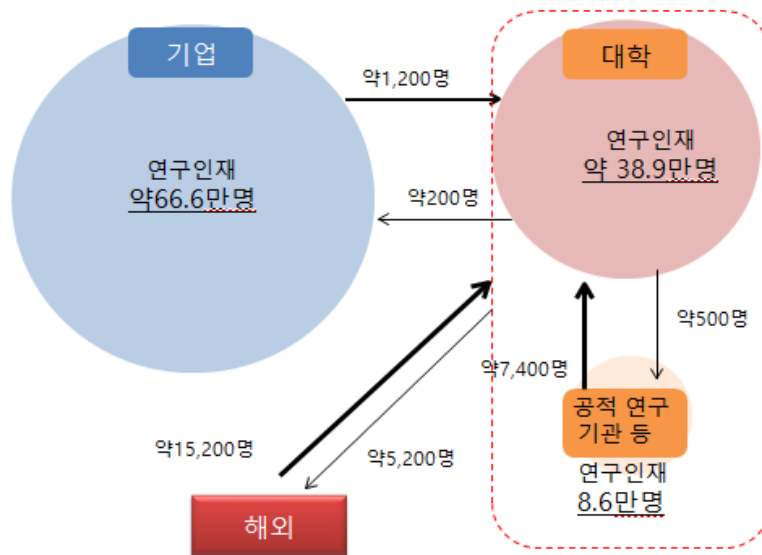 기업
대학
약1,200명
연구인재
약66.6만명
연구인재
약 38.9만명
약200명
약500명
약7,400명
공적 연구
기관 등
약15,200명
약5,200명
연구인재
8.6만명
해외